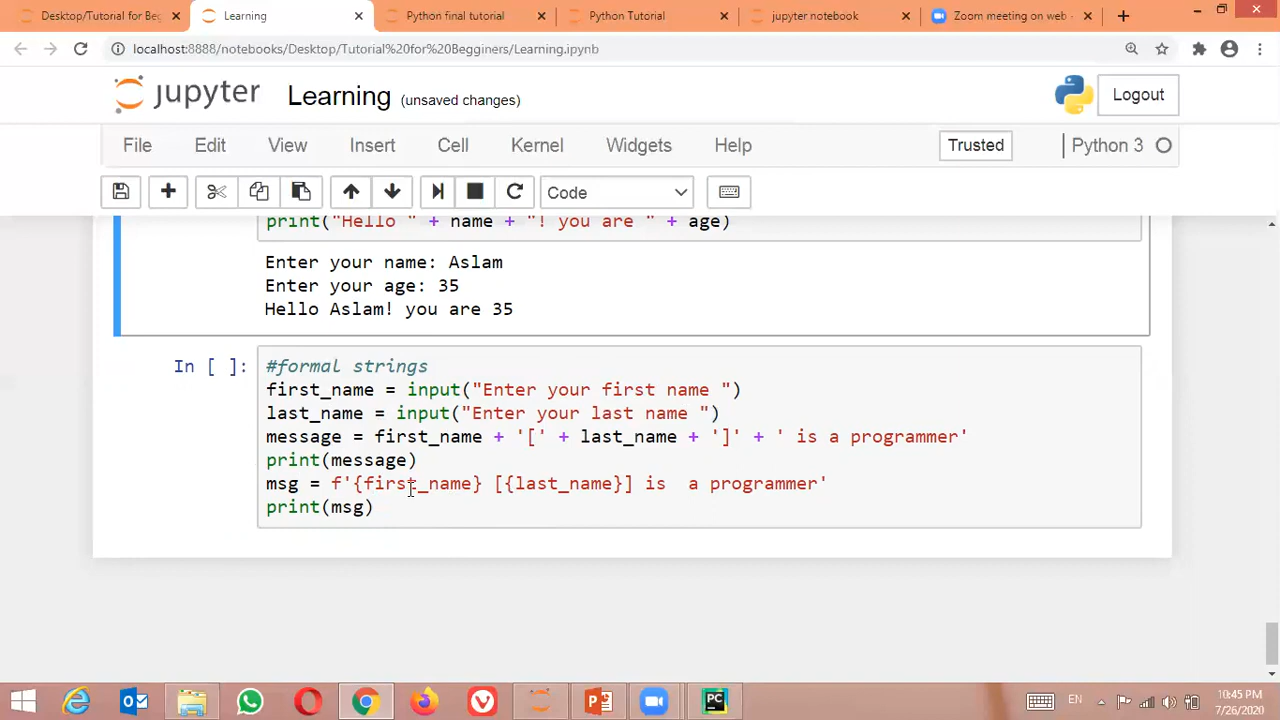 Desktop/Tutorial for Beg
Learning
Python final tutorial
Python Tutorial
jupyter notebook
Zoom meeting on web -
localhost:8888/notebooks/Desktop/Tutorial%20for%20Begginers/Learning.ipynb
jupyter Learning (unsaved changes)
Logout
File Edit View Insert Cell Kernel Widgets Help
Trusted
Python 3
Code
print("Hello " + name + "! you are " + age)
Enter your name: Aslam
Enter your age: 35
Hello Aslam! you are 35
In [ ]:
#formal strings
first_name = input("Enter your first name ")
last_name = input("Enter your last name ")
message = first_name + '[' + last_name + ']' + ' is a programmer'
print(message)
msg = f'{first_name} [{last_name}] is  a programmer'
print(msg)
EN
10:45 PM
7/26/2020